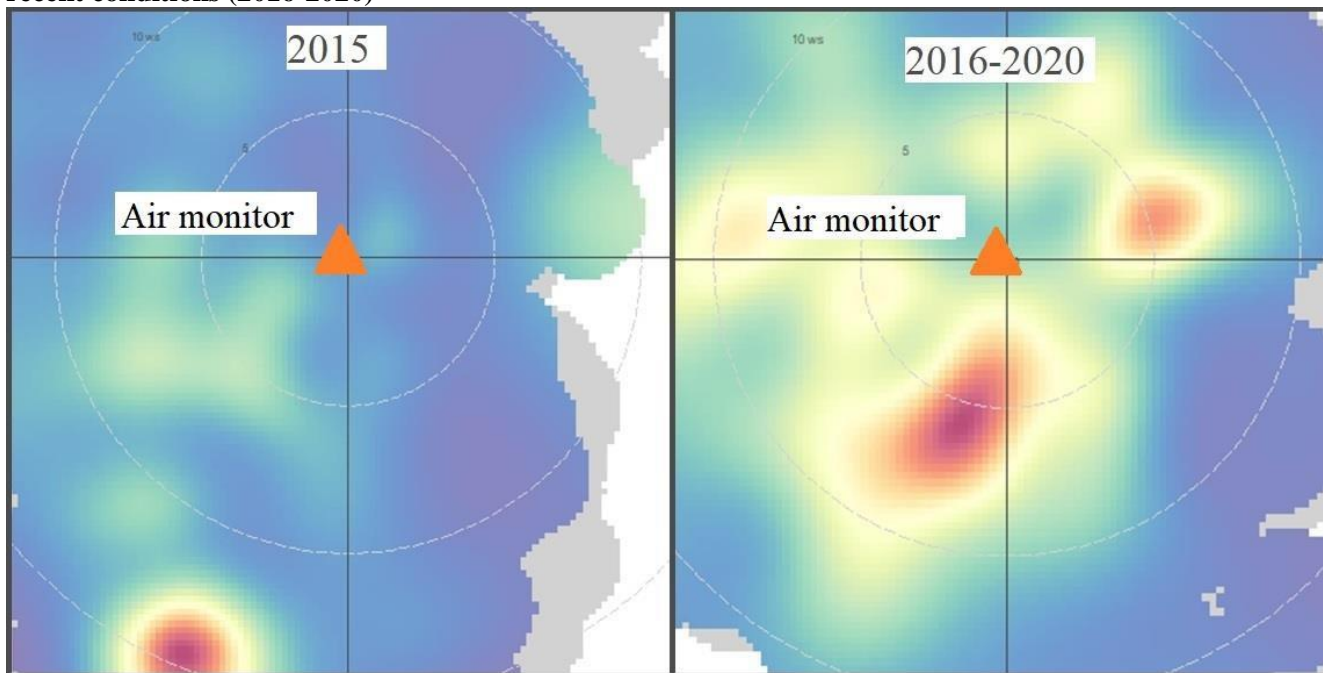 recent conditions (2016-2020)
10 ws
2015
5
Air monitor
10 ws
2016-2020
5
Air monitor